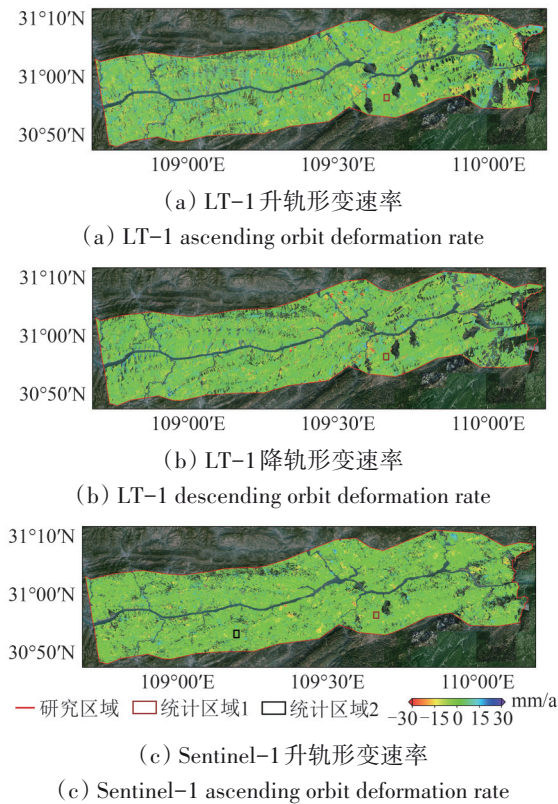 31°10′N
31°00′N
30°50′N
109°00′E 109°30′E 110°00′E
(a) LT-1升轨形变速率
(a) LT-1 ascending orbit deformation rate
31°10′N
31°00′N
30°50′N
109°00′E 109°30′E 110°00′E
(b) LT-1降轨形变速率
(b) LT-1 descending orbit deformation rate
31°10′N
31°00′N
30°50′N
109°00′E 109°30′E 110°00′E
研究区域 统计区域1 统计区域2 −30 −15 0 15 30 mm/a
(c) Sentinel-1升轨形变速率
(c) Sentinel-1 ascending orbit deformation rate